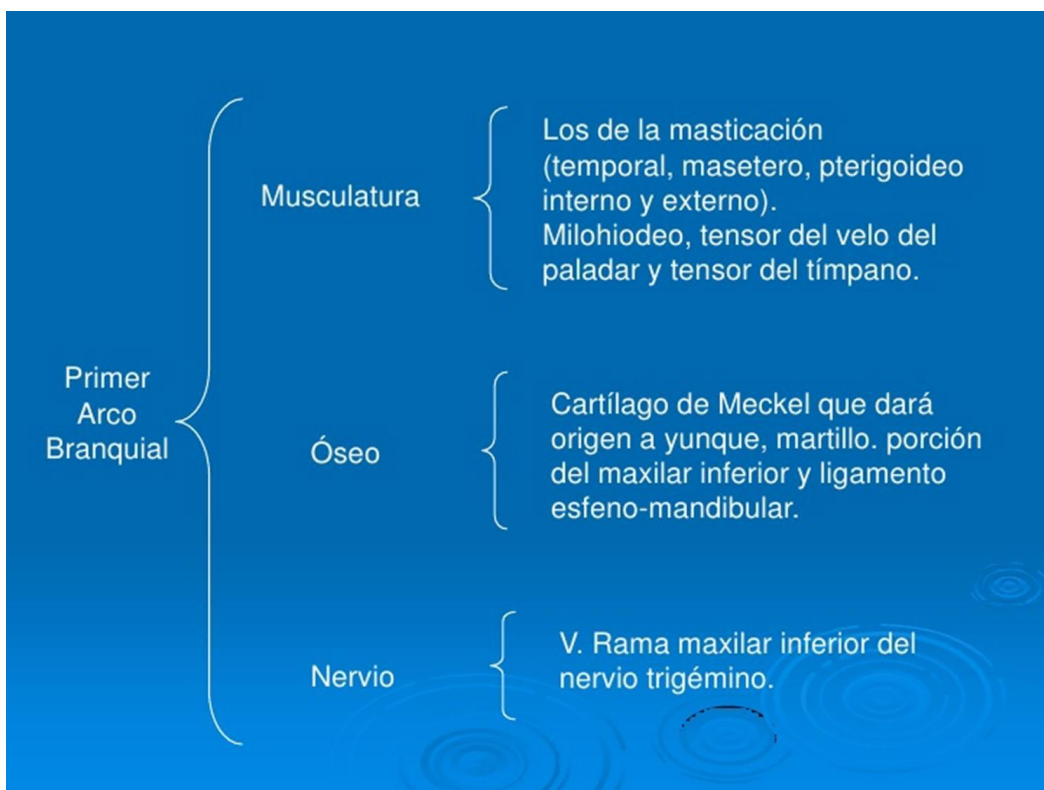 Primer
Arco
Branquial
Musculatura
Los de la masticación
(temporal, masetero, pterigoideo
interno y externo).
Milohiodeo, tensor del velo del
paladar y tensor del tímpano.
Óseo
Cartílago de Meckel que dará
origen a yunque, martillo. porción
del maxilar inferior y ligamento
esfeno-mandibular.
Nervio
V. Rama maxilar inferior del
nervio trigémino.